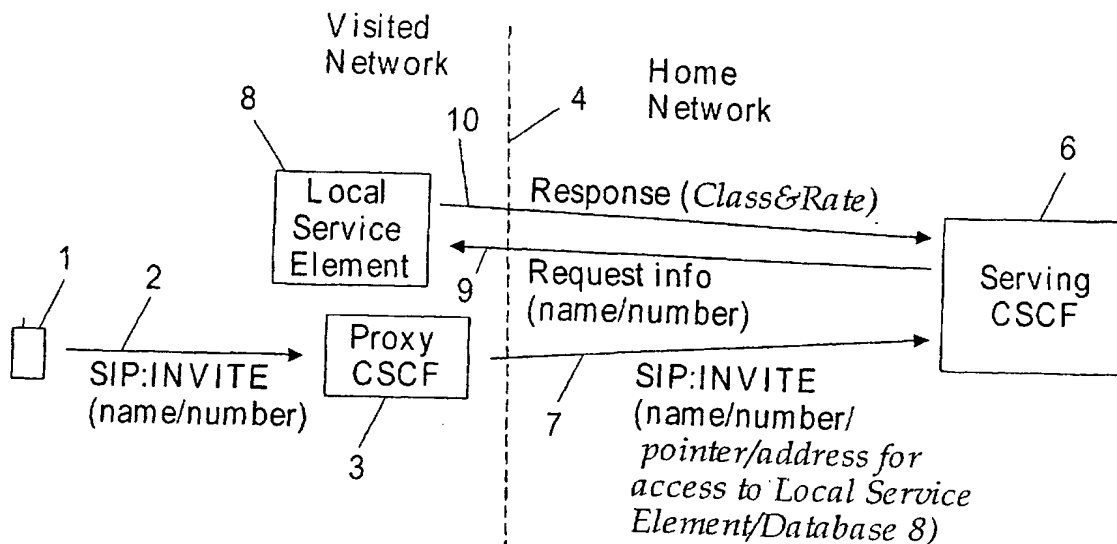 Visited
Network
Home
Network
8
10
4
6
Local
Service
Element
Response (Class&Rate)
9
Request info
(name/number)
Serving
CSCF
1
2
SIP:INVITE
(name/number)
Proxy
CSCF
3
7
SIP:INVITE
(name/number/
pointer/address for
access to Local Service
Element/Database 8)